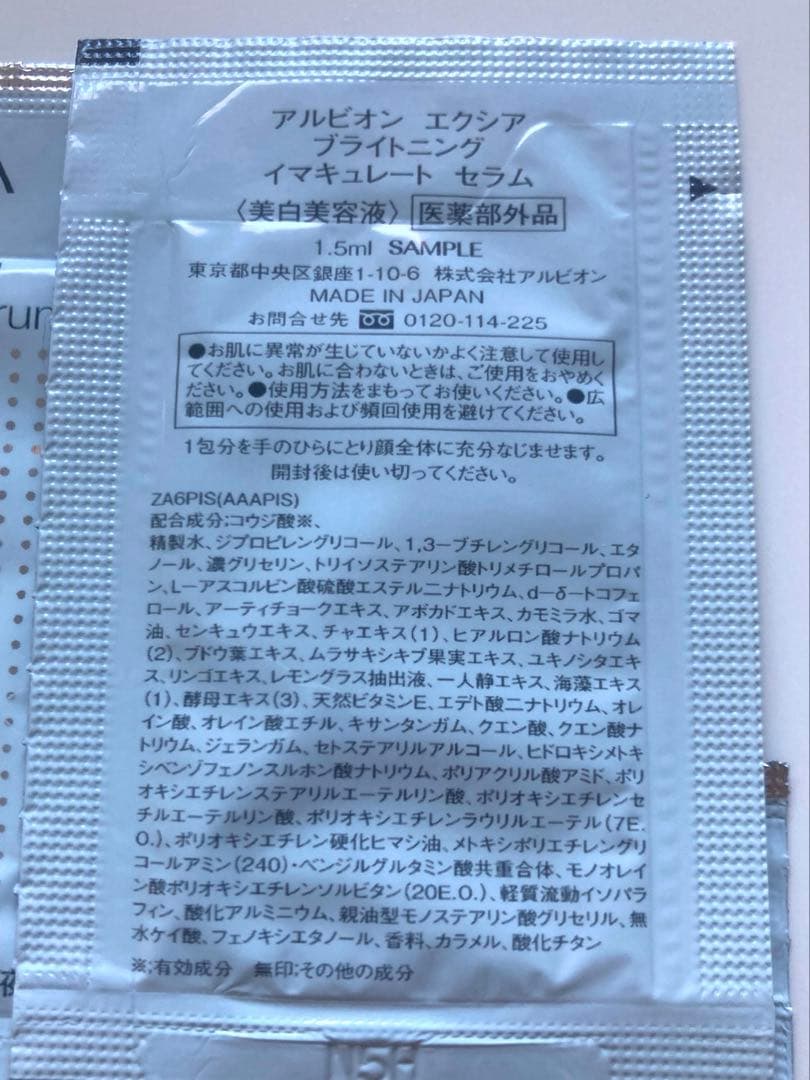 アルビオン エクシア
ブライトニング
イマキュレート セラム
〈美白美容液〉 医薬部外品
1.5ml SAMPLE
東京都中央区銀座1-10-6 株式会社アルビオン
MADE IN JAPAN
お問合せ先 0120-114-225
●お肌に異常が生じていないかよく注意して使用し
てください。お肌に合わないときは、ご使用をおやめく
ださい。●使用方法をまもってお使いください。●広
範囲への使用および頻回使用を避けてください。
1包分を手のひらにとり顔全体に充分なじませます。
開封後は使い切ってください。
ZA6PIS(AAAPIS)
配合成分;コウジ酸※、
精製水、ジプロピレングリコール、1,3-ブチレングリコール、エタ
ノール、濃グリセリン、トリイソステアリン酸トリメチロールプロパ
ン、L-アスコルビン酸硫酸エステル二ナトリウム、d-δ-トコフェ
ロール、アーティチョークエキス、アボカドエキス、カモミラ水、ゴマ
油、センキュウエキス、チャエキス(1)、ヒアルロン酸ナトリウム
(2)、ブドウ葉エキス、ムラサキシキブ果実エキス、ユキノシタエキ
ス、リンゴエキス、レモングラス抽出液、一人静エキス、海藻エキス
(1)、酵母エキス(3)、天然ビタミンE、エデト酸二ナトリウム、オレ
イン酸、オレイン酸エチル、キサンタンガム、クエン酸、クエン酸ナ
トリウム、ジェランガム、セトステアリルアルコール、ヒドロキシメトキ
シベンゾフェノンスルホン酸ナトリウム、ポリアクリル酸アミド、ポリ
オキシエチレンステアリルエーテルリン酸、ポリオキシエチレンセ
チルエーテルリン酸、ポリオキシエチレンラウリルエーテル(7E.
O.)、ポリオキシエチレン硬化ヒマシ油、メトキシポリエチレングリ
コールアミン(240)・ベンジルグルタミン酸共重合体、モノオレイ
ン酸ポリオキシエチレンソルビタン(20E.O.)、軽質流動イソパラ
フィン、酸化アルミニウム、親油型モノステアリン酸グリセリル、無
水ケイ酸、フェノキシエタノール、香料、カラメル、酸化チタン
※;有効成分 無印;その他の成分